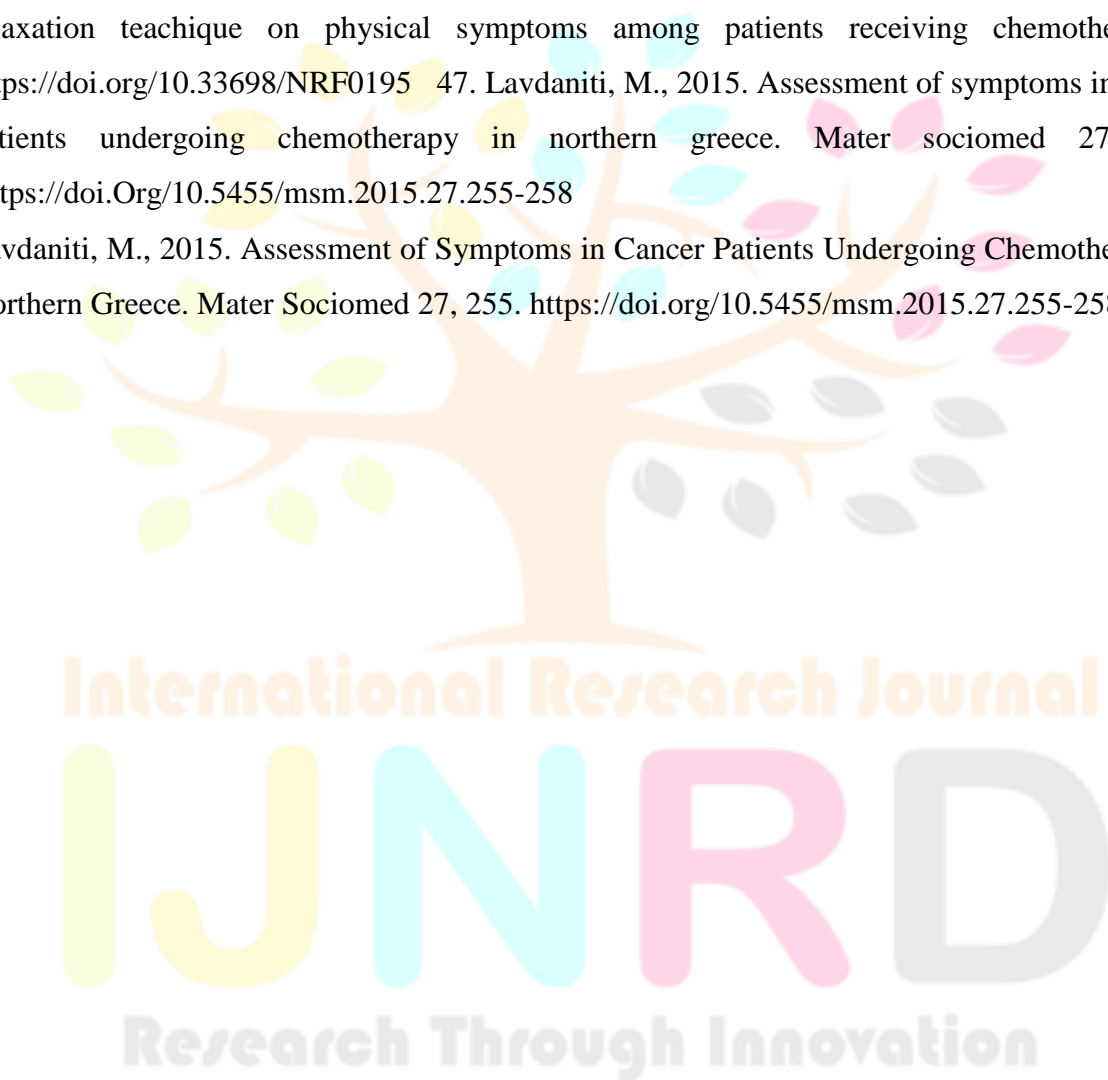 laxation teachique on physical symptoms among patients receiving chemothe
tps://doi.org/10.33698/NRF0195 47. Lavdaniti, M., 2015. Assessment of symptoms in
tients undergoing chemotherapy in northern greece. Mater sociomed 27
ttps://doi.Org/10.5455/msm.2015.27.255-258
vdaniti, M., 2015. Assessment of Symptoms in Cancer Patients Undergoing Chemothe
orthern Greece. Mater Sociomed 27, 255. https://doi.org/10.5455/msm.2015.27.255-258
International Research Journal
IJNRD
Research Through Innovation